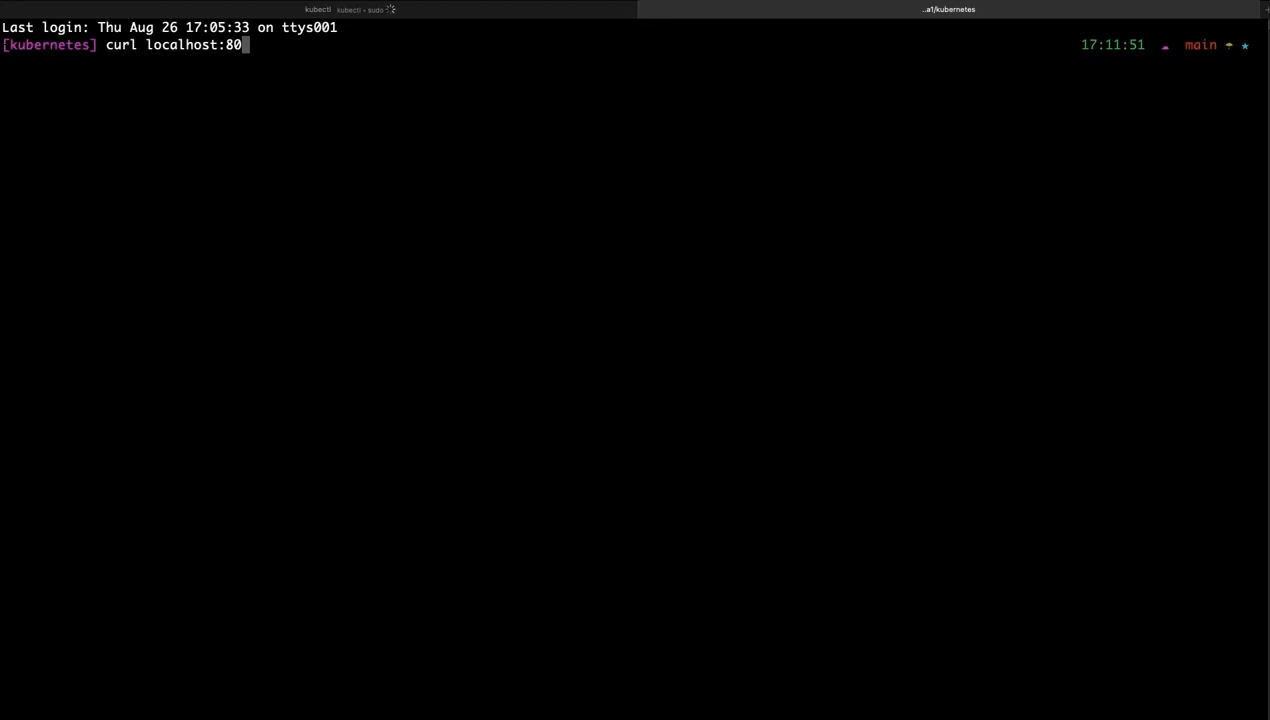 kubectl kubectl • sudo
..a1/kubernetes
Last login: Thu Aug 26 17:05:33 on ttys001
[kubernetes] curl localhost:80 17:11:51 ☁ main ☂ ★